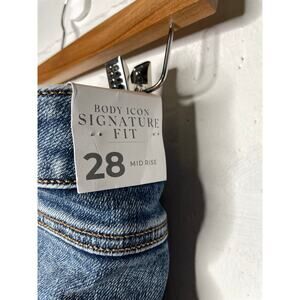 BODY ICON
SIGNATURE
FIT
28 MID RISE